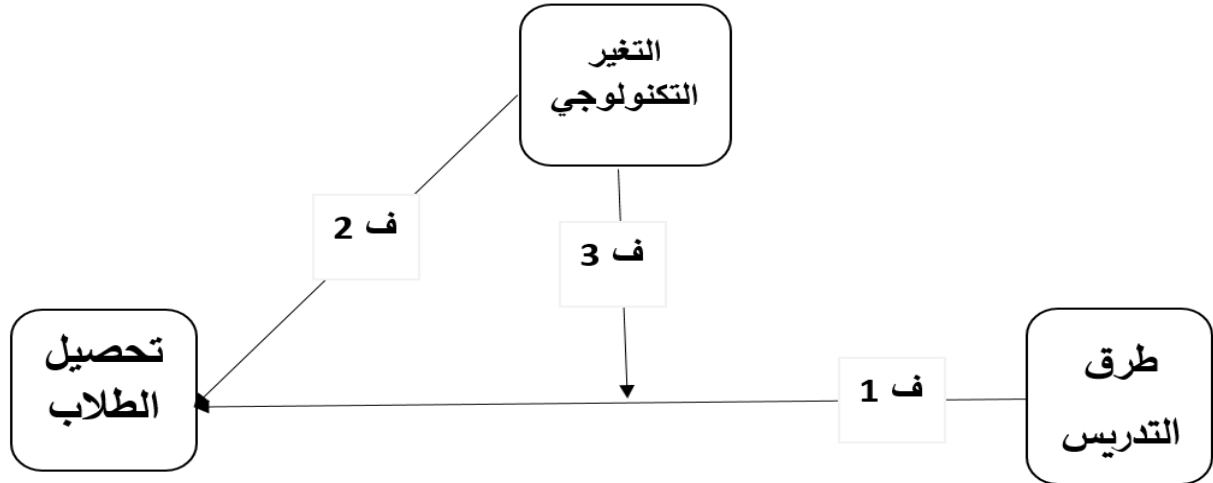 التغير
التكنولوجي
ف 2
ف 3
طرق
التدريس
ف 1
تحصيل
الطلاب